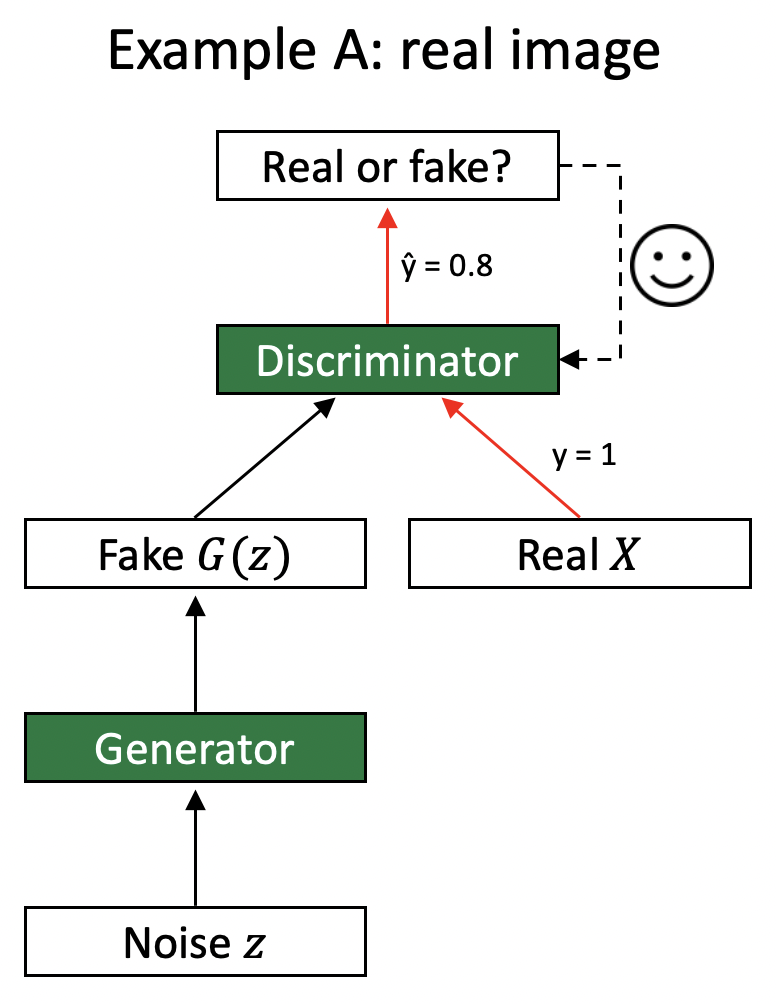 Example A: real image
Real or fake?
ŷ = 0.8
Discriminator
y = 1
Fake G(z)
Real X
Generator
Noise z